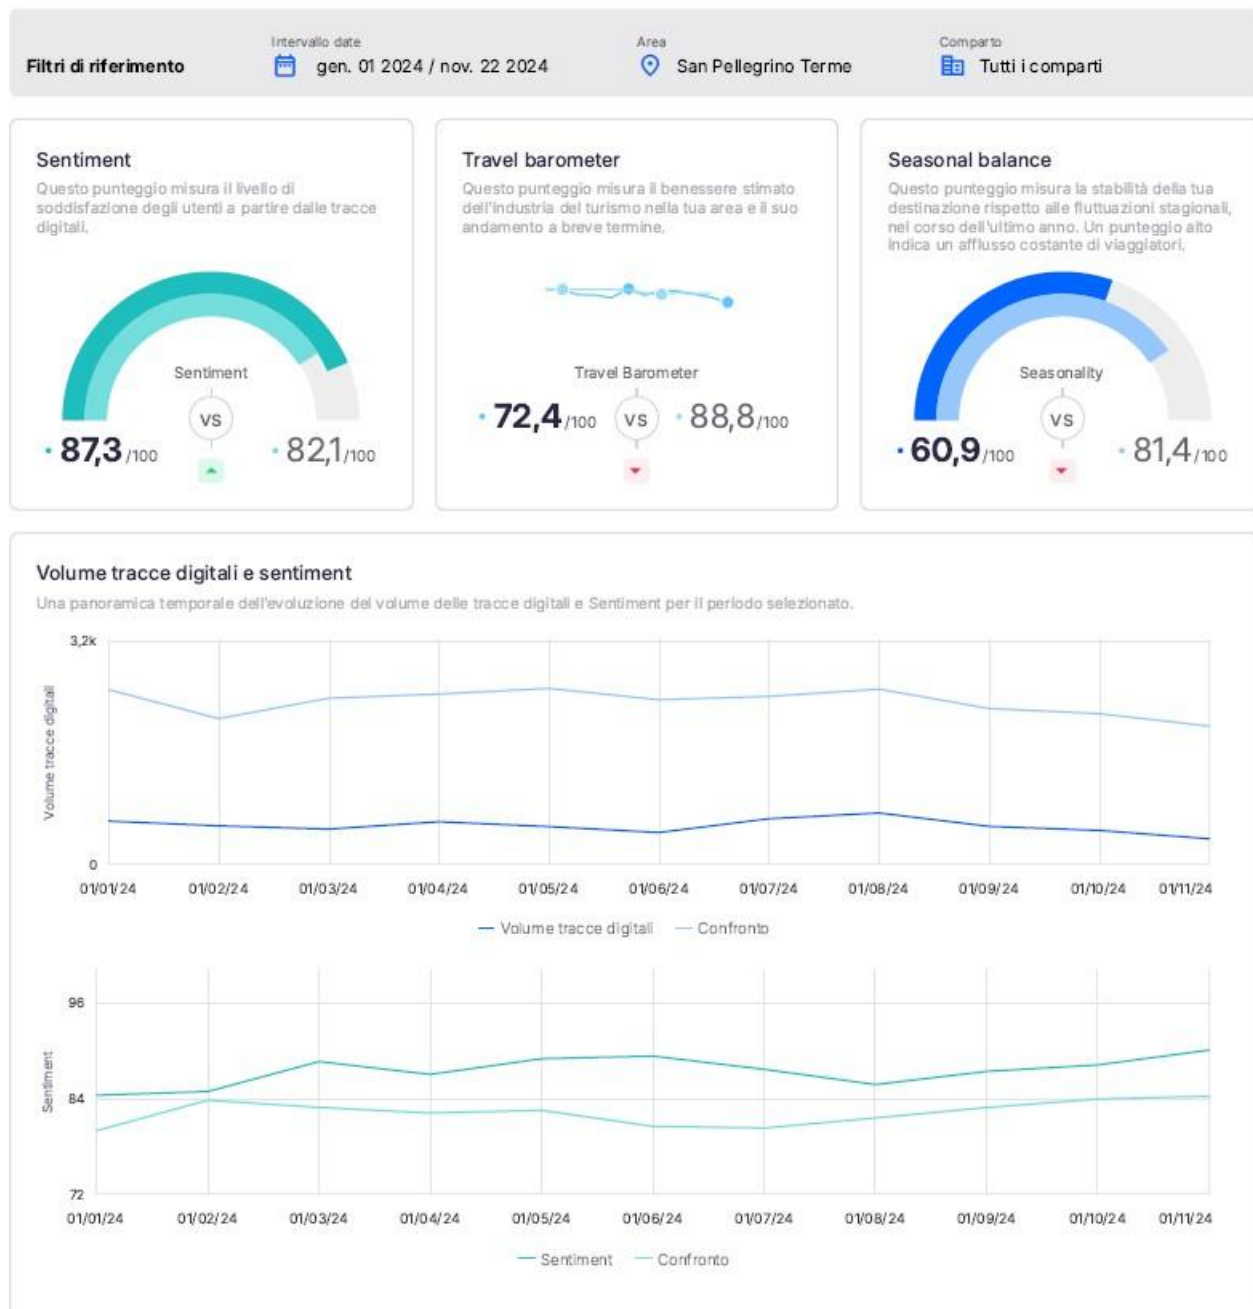 Filtri di riferimento
Intervallo date
gen. 01 2024 / nov. 22 2024
Area
San Pellegrino Terme
Comparto
Tutti i comparti
Sentiment
Questo punteggio misura il livello di
soddisfazione degli utenti a partire dalle tracce
digitali.
Sentiment
VS
87,3/100
82,1/100
Travel barometer
Questo punteggio misura il benessere stimato
dell'industria del turismo nella tua area e il suo
andamento a breve termine.
Travel Barometer
72,4/100
VS
88,8/100
Seasonal balance
Questo punteggio misura la stabilità della tua
destinazione rispetto alle fluttuazioni stagionali,
nel corso dell'ultimo anno. Un punteggio alto
indica un afflusso costante di viaggiatori.
Seasonality
VS
60,9/100
81,4/100
Volume tracce digitali e sentiment
Una panoramica temporale dell'evoluzione del volume delle tracce digitali e Sentiment per il periodo selezionato.
3,2k
Volume tracce digitali
0
01/01/24 01/02/24 01/03/24 01/04/24 01/05/24 01/06/24 01/07/24 01/08/24 01/09/24 01/10/24 01/11/24
Volume tracce digitali Confronto
96
Sentiment
84
72
01/01/24 01/02/24 01/03/24 01/04/24 01/05/24 01/06/24 01/07/24 01/08/24 01/09/24 01/10/24 01/11/24
Sentiment Confronto